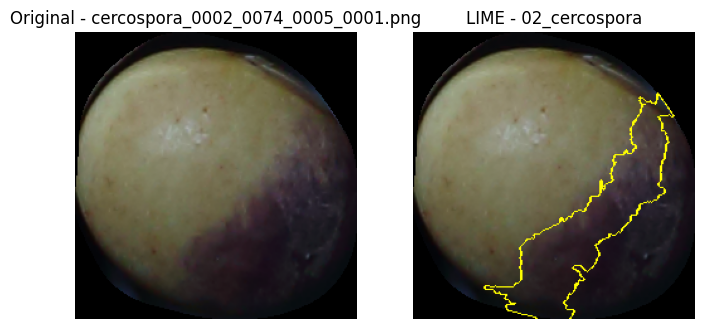 Original - cercospora_0002_0074_0005_0001.png
LIME - 02_cercospora